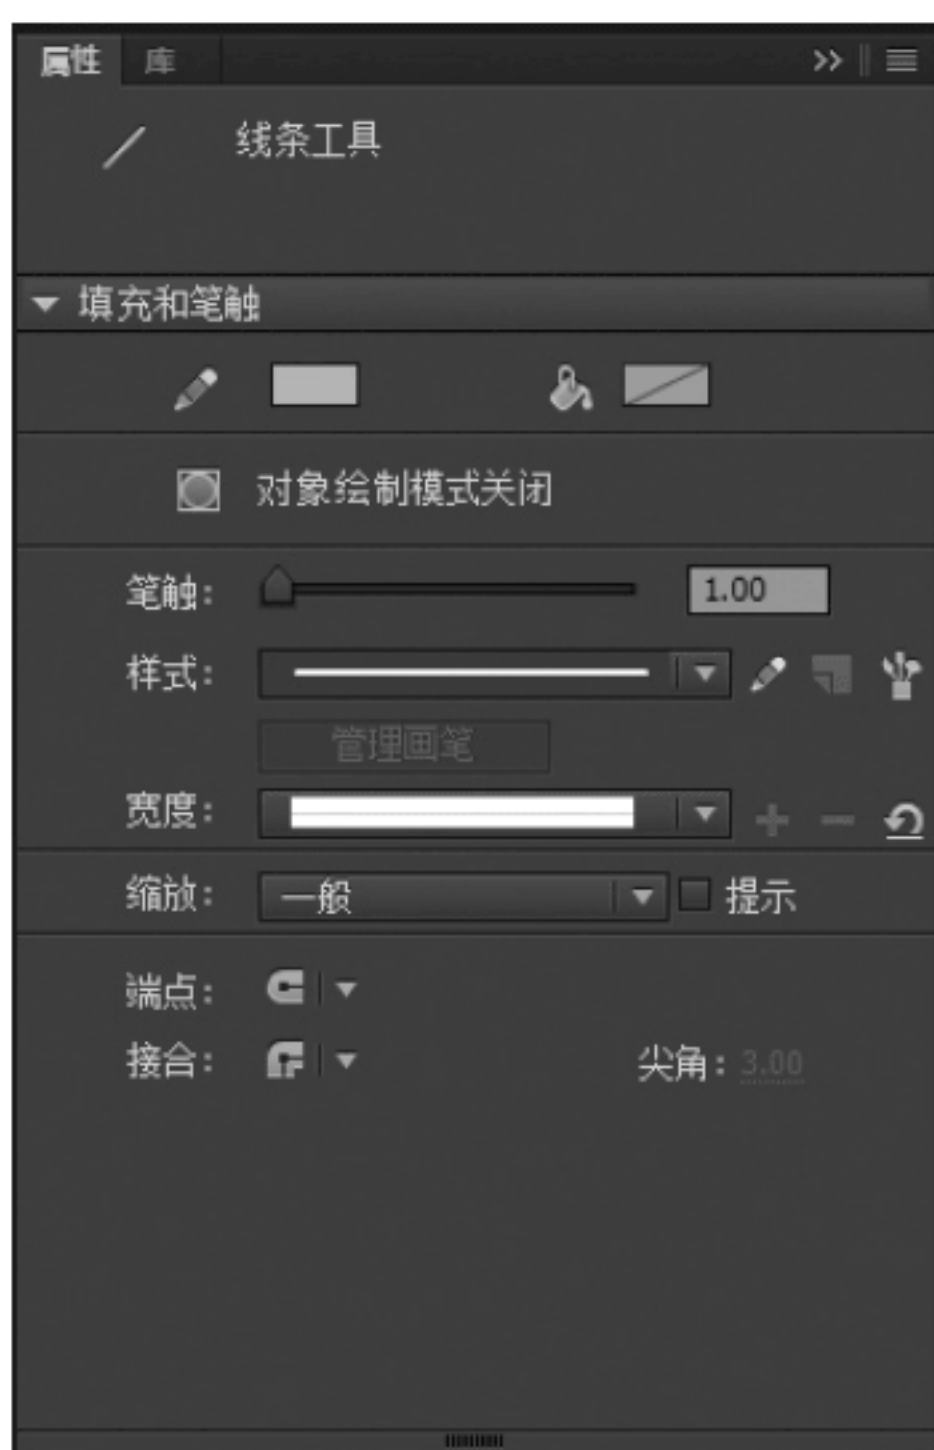 属性 库
线条工具
填充和笔触
对象绘制模式关闭
笔触: 1.00
样式:
管理画笔
宽度:
缩放: 一般 提示
端点:
接合: 尖角: 3.00